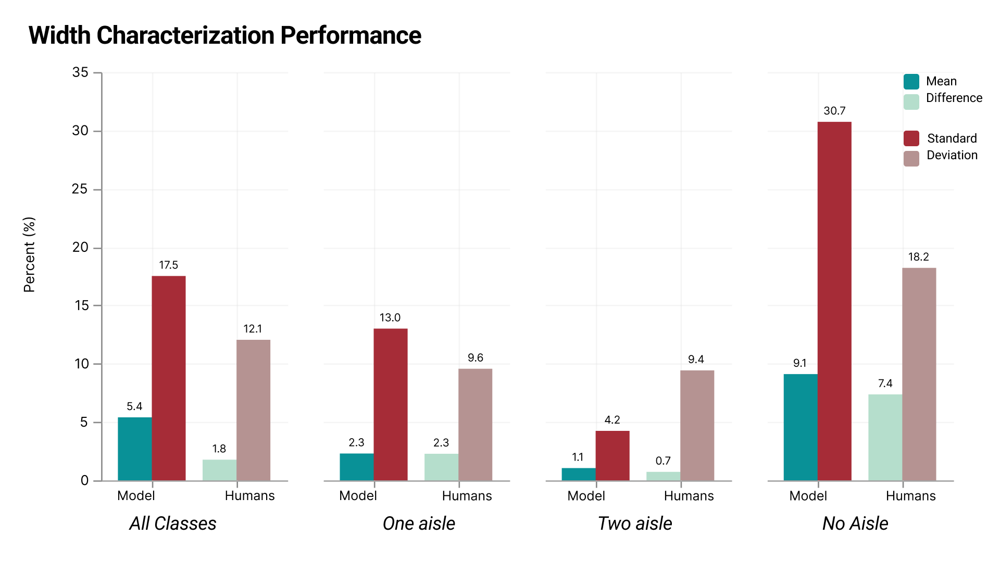 Width Characterization Performance
Percent (%)
35
30
25
20
15
10
5
0
Mean
Difference
Standard
Deviation
5.4
17.5
1.8
12.1
Model
Humans
All Classes
2.3
13.0
2.3
9.6
Model
Humans
One aisle
1.1
4.2
0.7
9.4
Model
Humans
Two aisle
9.1
30.7
7.4
18.2
Model
Humans
No Aisle